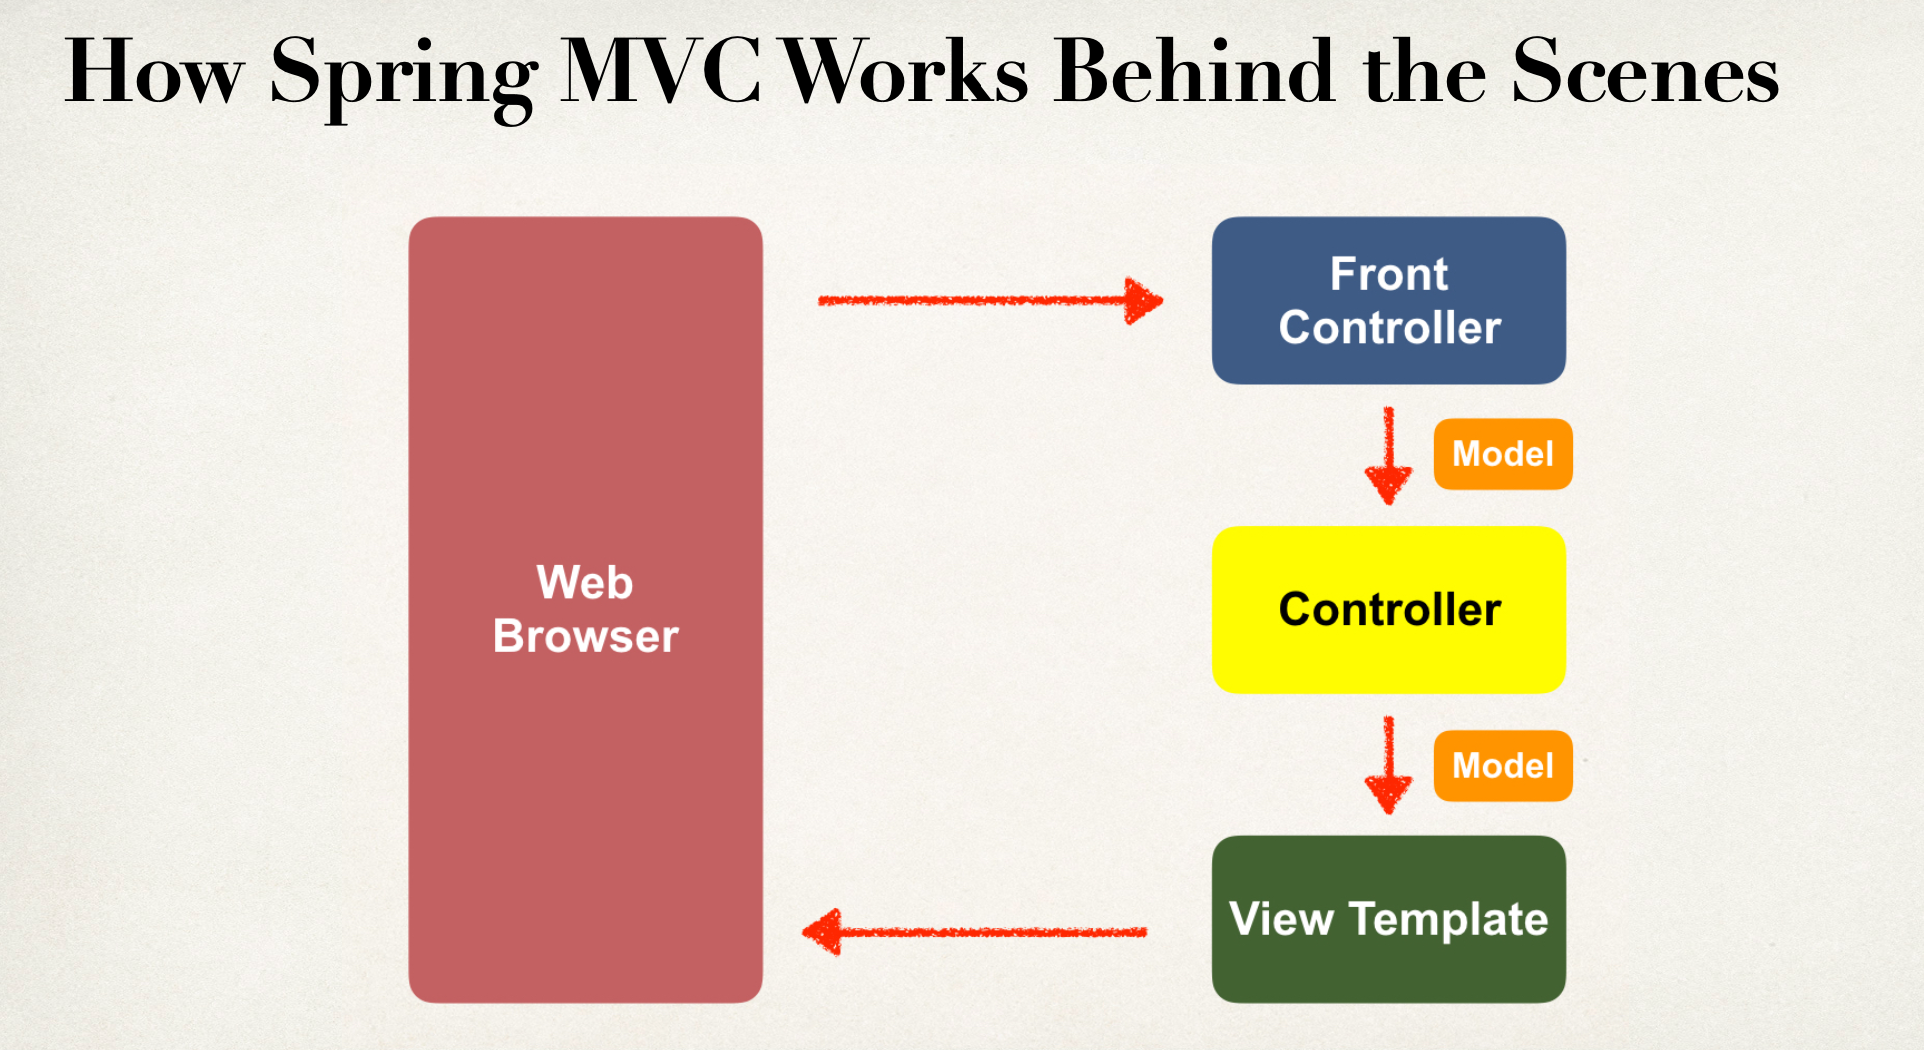 How Spring MVC Works Behind the Scenes
Web
Browser
Front
Controller
Model
Controller
Model
View Template